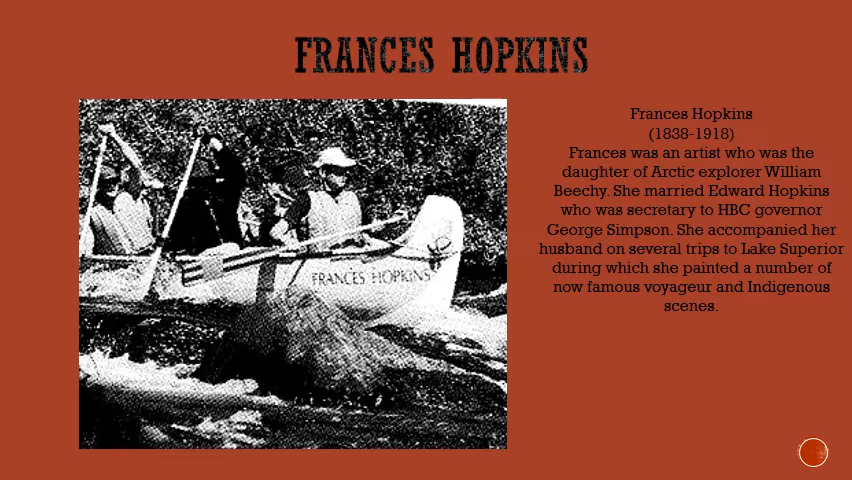 FRANCES HOPKINS
FRANCES HOPKINS
Frances Hopkins
(1838-1918)
Frances was an artist who was the
daughter of Arctic explorer William
Beechy. She married Edward Hopkins
who was secretary to HBC governor
George Simpson. She accompanied her
husband on several trips to Lake Superior
during which she painted a number of
now famous voyageur and Indigenous
scenes.